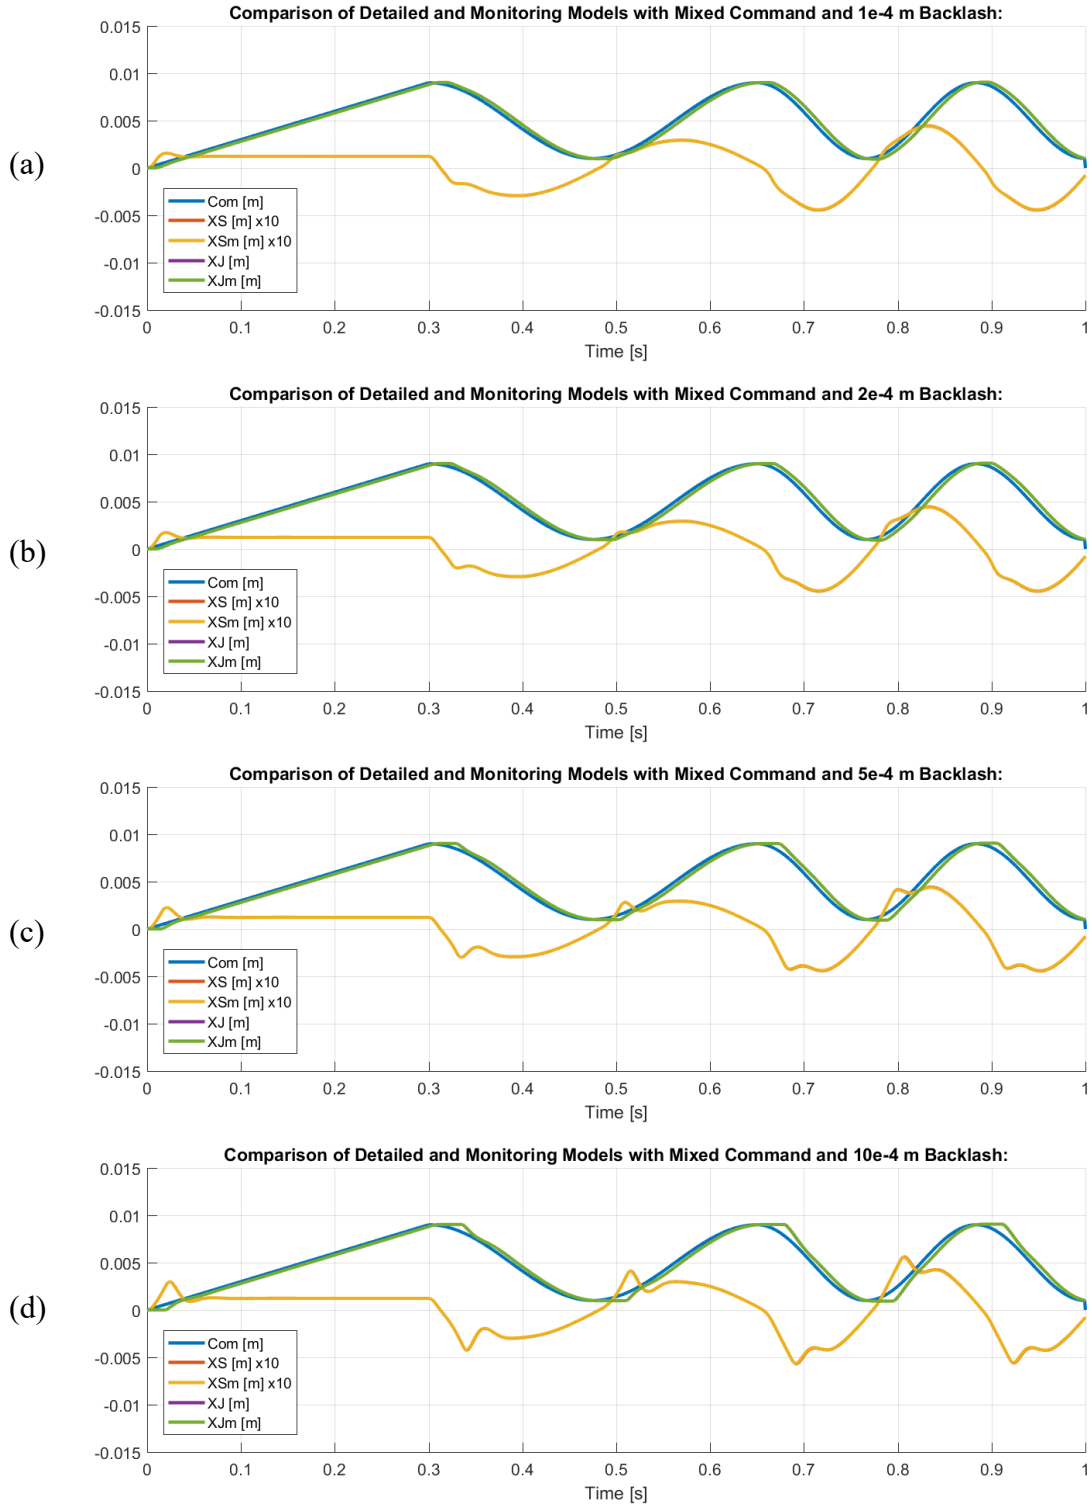 Comparison of Detailed and Monitoring Models with Mixed Command and 1e-4 m Backlash:
0.015
0.01
0.005
0
-0.005
-0.01
-0.015
(a)
Com [m]
XS [m] x10
XSm [m] x10
XJ [m]
XJm [m]
0 0.1 0.2 0.3 0.4 0.5 0.6 0.7 0.8 0.9 1
Time [s]
Comparison of Detailed and Monitoring Models with Mixed Command and 2e-4 m Backlash:
0.015
0.01
0.005
0
-0.005
-0.01
-0.015
(b)
Com [m]
XS [m] x10
XSm [m] x10
XJ [m]
XJm [m]
0 0.1 0.2 0.3 0.4 0.5 0.6 0.7 0.8 0.9 1
Time [s]
Comparison of Detailed and Monitoring Models with Mixed Command and 5e-4 m Backlash:
0.015
0.01
0.005
0
-0.005
-0.01
-0.015
(c)
Com [m]
XS [m] x10
XSm [m] x10
XJ [m]
XJm [m]
0 0.1 0.2 0.3 0.4 0.5 0.6 0.7 0.8 0.9 1
Time [s]
Comparison of Detailed and Monitoring Models with Mixed Command and 10e-4 m Backlash:
0.015
0.01
0.005
0
-0.005
-0.01
-0.015
(d)
Com [m]
XS [m] x10
XSm [m] x10
XJ [m]
XJm [m]
0 0.1 0.2 0.3 0.4 0.5 0.6 0.7 0.8 0.9 1
Time [s]